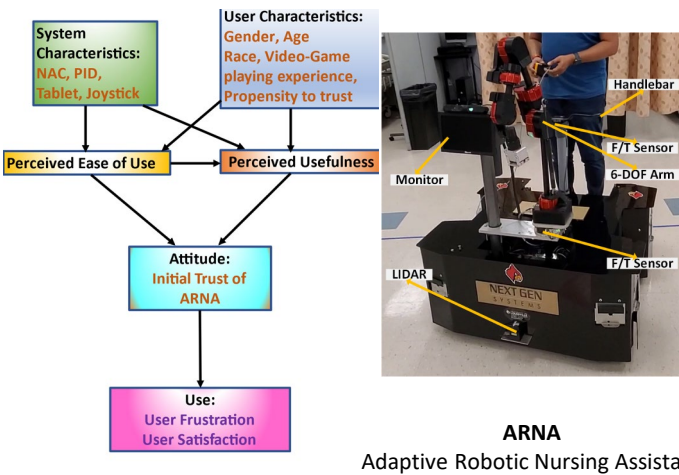 System
Characteristics:
NAC, PID,
Tablet, Joystick
User Characteristics:
Gender, Age
Race, Video-Game
playing experience,
Propensity to trust
Perceived Ease of Use
Perceived Usefulness
Attitude:
Initial Trust of
ARNA
Use:
User Frustration
User Satisfaction
Handlebar
F/T Sensor
6-DOF Arm
Monitor
F/T Sensor
LIDAR
NEXT GEN
SYSTEMS
ARNA
Adaptive Robotic Nursing Assista